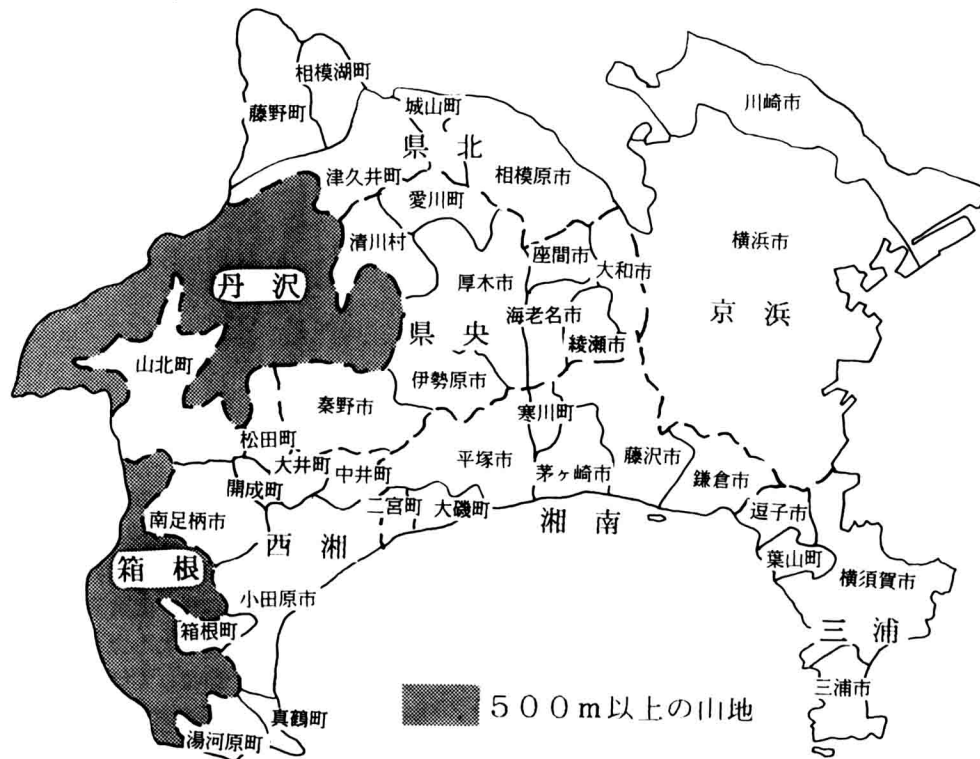 相模湖町
藤野町
城山町
川崎市
県北
津久井町
相模原市
愛川町
清川村
座間市
横浜市
大和市
丹沢
厚木市
京浜
海老名市
県央
綾瀬市
山北町
伊勢原市
秦野市
寒川町
松田町
大井町
中井町
平塚市
藤沢市
茅ヶ崎市
鎌倉市
開成町
二宮町
大磯町
逗子市
南足柄市
湘南
西湘
葉山町
箱根
横須賀市
小田原市
箱根町
三浦
三浦市
真鶴町
湯河原町
500m以上の山地